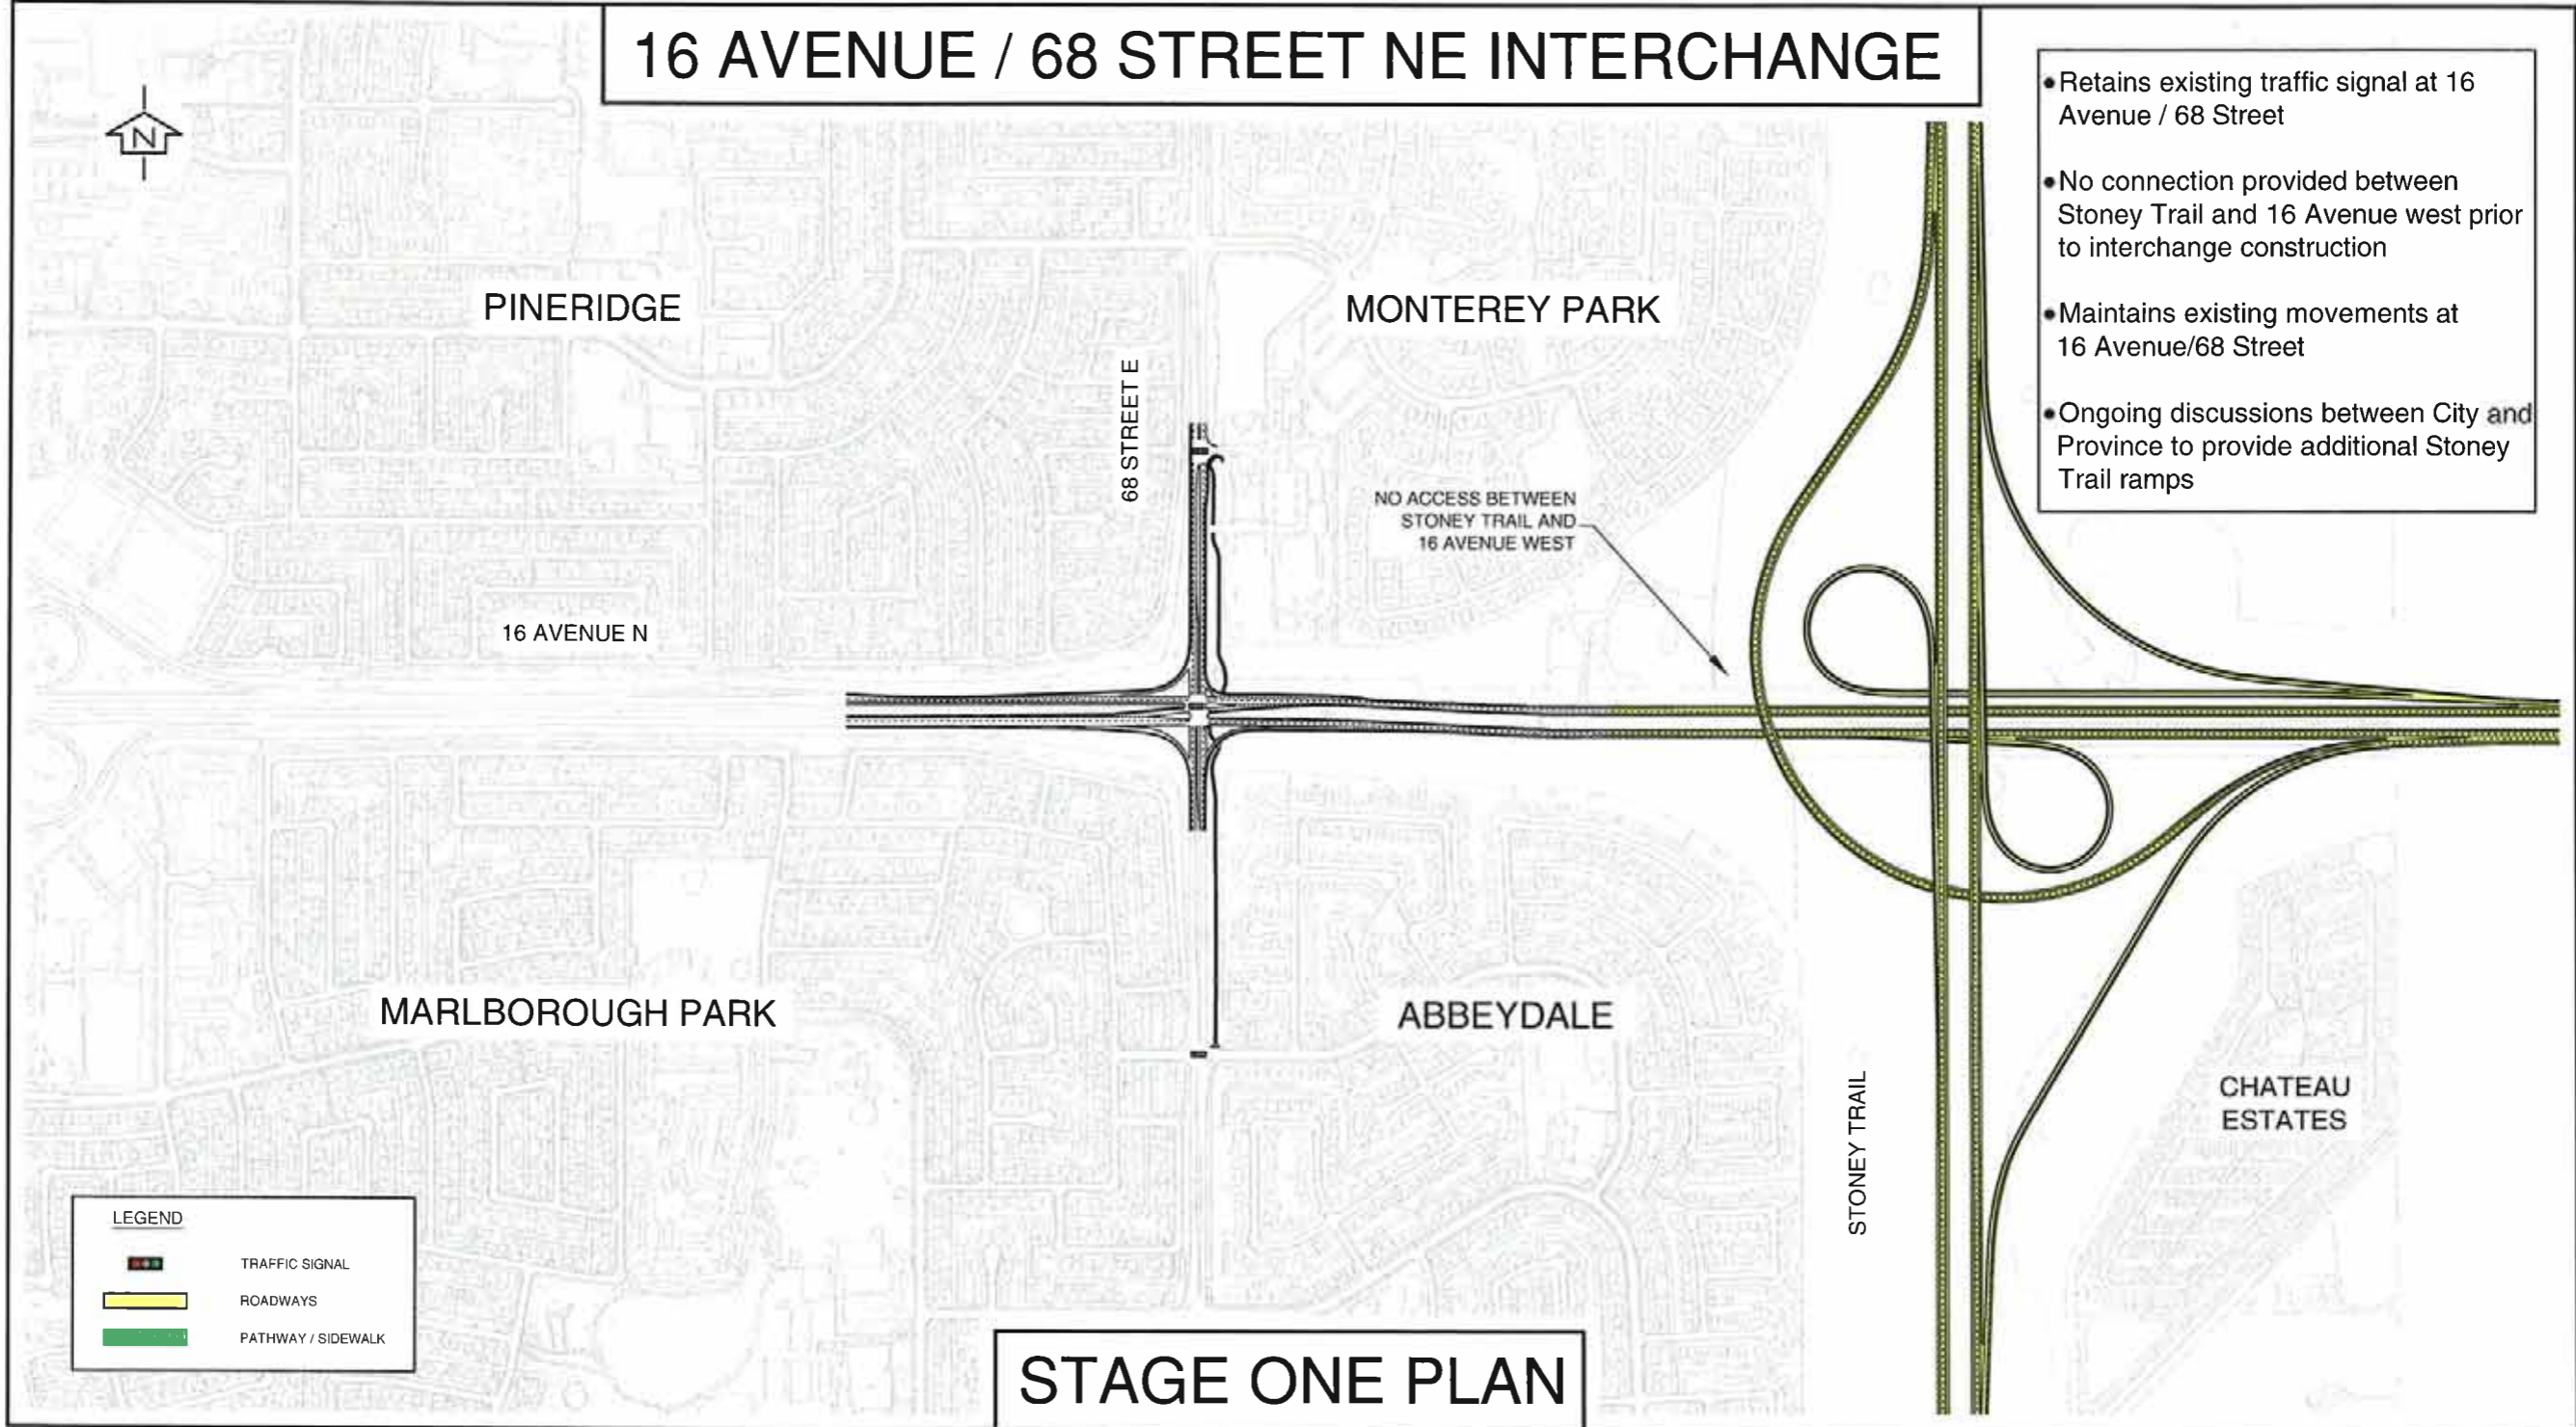 16 AVENUE / 68 STREET NE INTERCHANGE
N
•Retains existing traffic signal at 16
Avenue / 68 Street
•No connection provided between
Stoney Trail and 16 Avenue west prior
to interchange construction
•Maintains existing movements at
16 Avenue/68 Street
•Ongoing discussions between City and
Province to provide additional Stoney
Trail ramps
PINERIDGE
MONTEREY PARK
68 STREET E
NO ACCESS BETWEEN
STONEY TRAIL AND
16 AVENUE WEST
16 AVENUE N
MARLBOROUGH PARK
ABBEYDALE
STONEY TRAIL
CHATEAU
ESTATES
LEGEND
TRAFFIC SIGNAL
ROADWAYS
PATHWAY / SIDEWALK
STAGE ONE PLAN